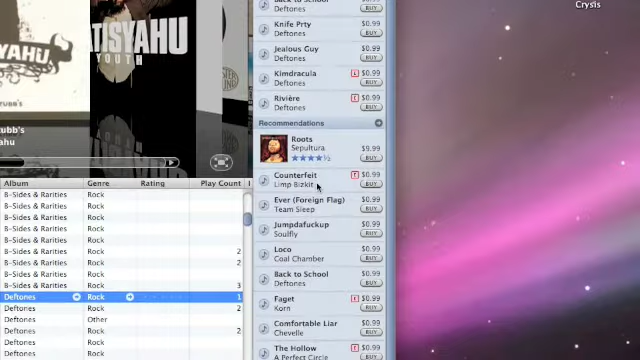 Crysis
Back to School
Deftones
BUY
Knife Prty
Deftones
$0.99
BUY
Jealous Guy
Deftones
$0.99
BUY
Kimdracula
Deftones
$0.99
BUY
Rivière
Deftones
$0.99
BUY
Recommendations
Roots
Sepultura
$9.99
BUY
Counterfeit
Limp Bizkit
$0.99
BUY
Ever (Foreign Flag)
Team Sleep
$0.99
BUY
Jumpdafuckup
Soulfly
$0.99
BUY
Loco
Coal Chamber
$0.99
BUY
Back to School
Deftones
$0.99
BUY
Faget
Korn
$0.99
BUY
Comfortable Liar
Chevelle
$0.99
BUY
The Hollow
A Perfect Circle
$0.99
BUY
ATISYAHU
YOUTH
YAHU
Album Genre Rating Play Count
B-Sides & Rarities Rock
B-Sides & Rarities Rock
B-Sides & Rarities Rock
B-Sides & Rarities Rock
B-Sides & Rarities Rock
B-Sides & Rarities Rock 2
B-Sides & Rarities Rock 2
B-Sides & Rarities Rock
B-Sides & Rarities Rock 3
Deftones Rock 1
Deftones Rock 2
Deftones Other
Deftones Rock 2
Deftones Rock
Deftones Rock